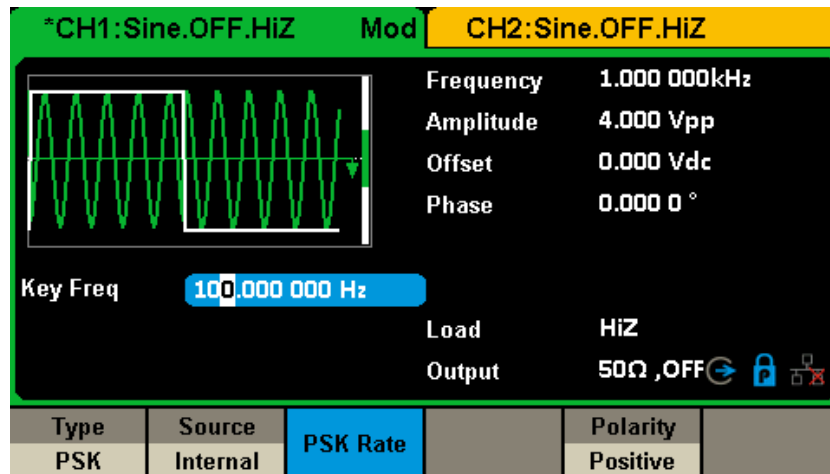 *CH1:Sine.OFF.HiZ Mod CH2:Sine.OFF.HiZ
Frequency 1.000 000kHz
Amplitude 4.000 Vpp
Offset 0.000 Vdc
Phase 0.000 0 °
Key Freq 100.000 000 Hz
Load HiZ
Output 50Ω ,OFF P
Type Source PSK Rate Polarity
PSK Internal Positive